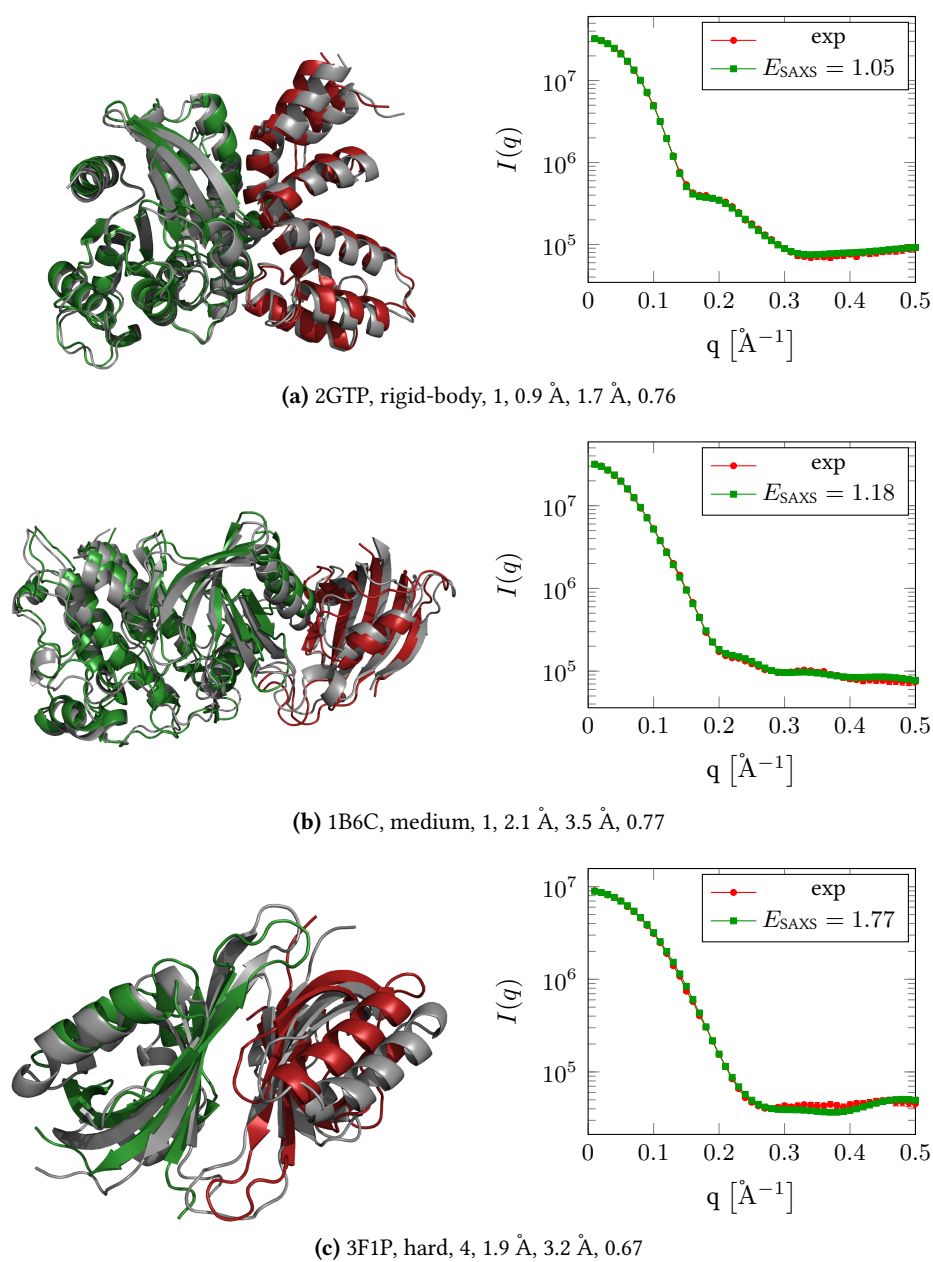 exp
E_SAXS = 1.05
10^7
10^6
10^5
I(q)
0 0.1 0.2 0.3 0.4 0.5
q [Å^−1]
(a) 2GTP, rigid-body, 1, 0.9 Å, 1.7 Å, 0.76
exp
E_SAXS = 1.18
10^7
10^6
10^5
I(q)
0 0.1 0.2 0.3 0.4 0.5
q [Å^−1]
(b) 1B6C, medium, 1, 2.1 Å, 3.5 Å, 0.77
exp
E_SAXS = 1.77
10^7
10^6
10^5
I(q)
0 0.1 0.2 0.3 0.4 0.5
q [Å^−1]
(c) 3F1P, hard, 4, 1.9 Å, 3.2 Å, 0.67